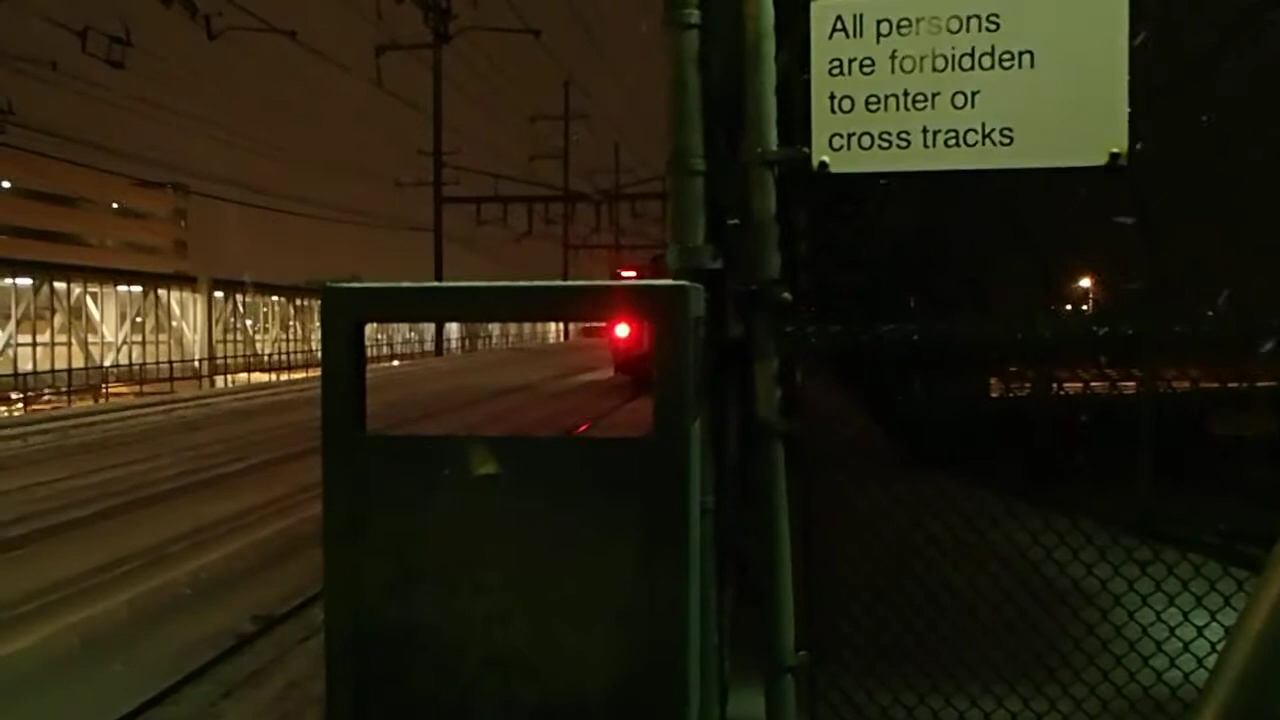 All persons
are forbidden
to enter or
cross tracks